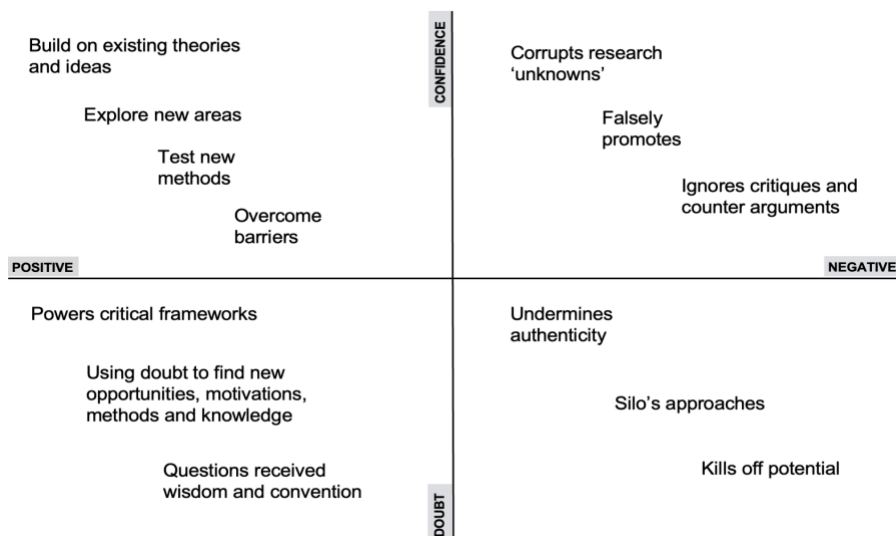 CONFIDENCE
Build on existing theories
and ideas
Explore new areas
Test new
methods
Overcome
barriers
Corrupts research
‘unknowns’
Falsely
promotes
Ignores critiques and
counter arguments
POSITIVE
NEGATIVE
Powers critical frameworks
Using doubt to find new
opportunities, motivations,
methods and knowledge
Questions received
wisdom and convention
Undermines
authenticity
Silo’s approaches
Kills off potential
DOUBT